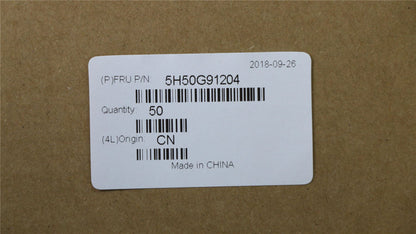 2018-09-26
(P)FRU P/N: 5H50G91204
Quantity: 50
(4L)Origin: CN
Made in CHINA